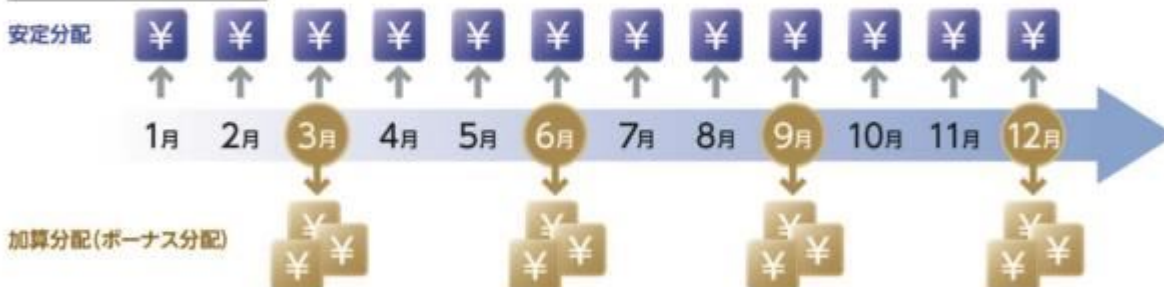 安定分配 ¥ ¥ ¥ ¥ ¥ ¥ ¥ ¥ ¥ ¥ ¥ ¥
1月 2月 3月 4月 5月 6月 7月 8月 9月 10月 11月 12月
加算分配(ボーナス分配) ¥ ¥ ¥ ¥ ¥ ¥ ¥ ¥ ¥ ¥ ¥ ¥